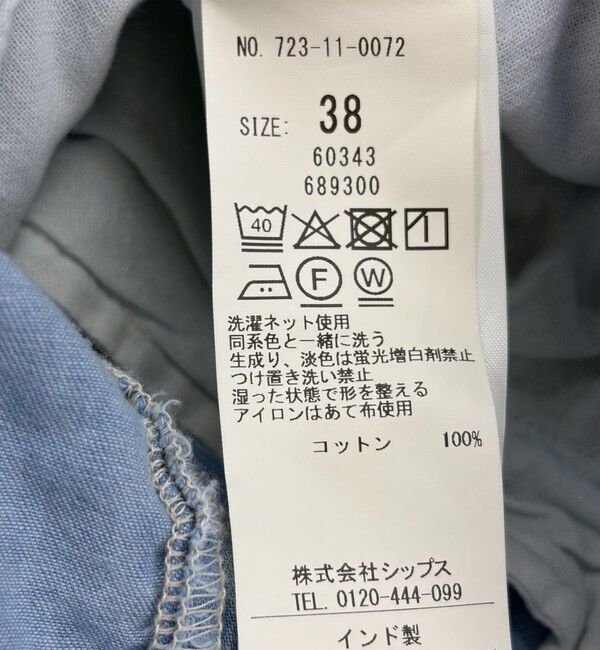 NO. 723-11-0072
SIZE: 38
60343
689300
40
F W
洗濯ネット使用
同系色と一緒に洗う
生成り、淡色は蛍光増白剤禁止
つけ置き洗い禁止
湿った状態で形を整える
アイロンはあて布使用
コットン 100%
株式会社シップス
TEL. 0120-444-099
インド製